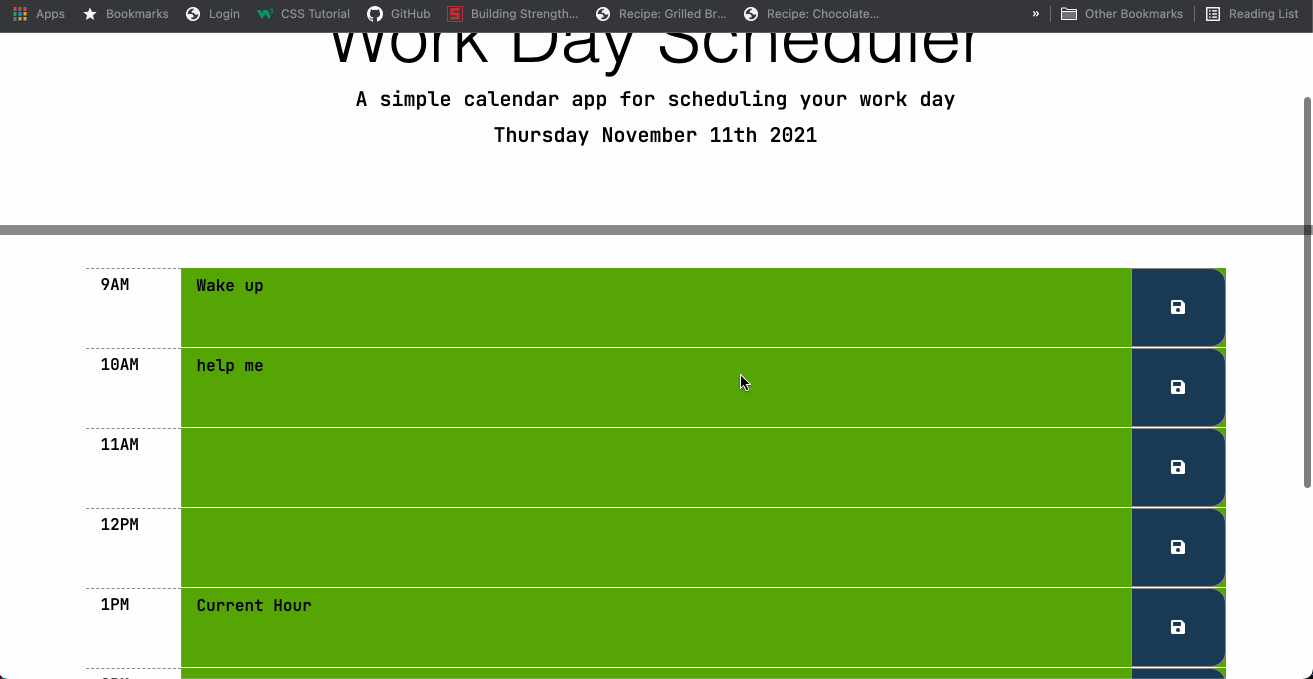 Apps Bookmarks Login CSS Tutorial GitHub Building Strength... Recipe: Grilled Br... Recipe: Chocolate... » Other Bookmarks Reading List
Work Day Scheduler
A simple calendar app for scheduling your work day
Thursday November 11th 2021
9AM Wake up
10AM help me
11AM
12PM
1PM Current Hour